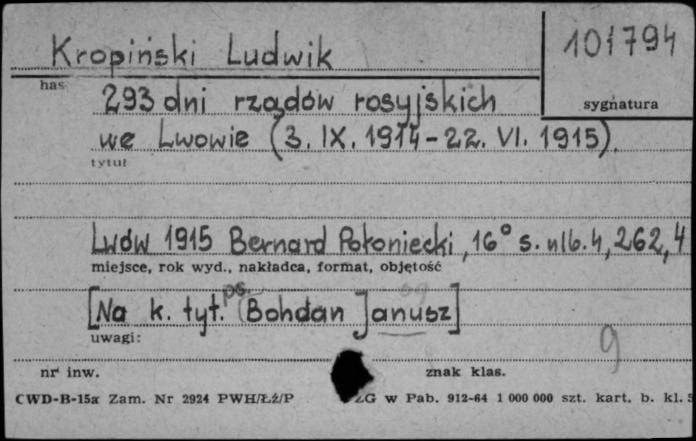 Kropiński Ludwik
101794
has
sygnatura
293 dni rządów rosyjskich
we Lwowie (3. IX. 1914-22. VI. 1915).
tytuł
Lwów 1915 Bernard Połoniecki, 16° s. nlb. 4, 262, 4
miejsce, rok wyd., nakładca, format, objętość
ps.
[Na k. tyt. Bohdan Janusz]
uwagi:
9
nr inw.
znak klas.
CWD-B-15a Zam. Nr 2924 PWH/Łź/P
ZG w Pab. 912-64 1 000 000 szt. kart. b. kl. 5